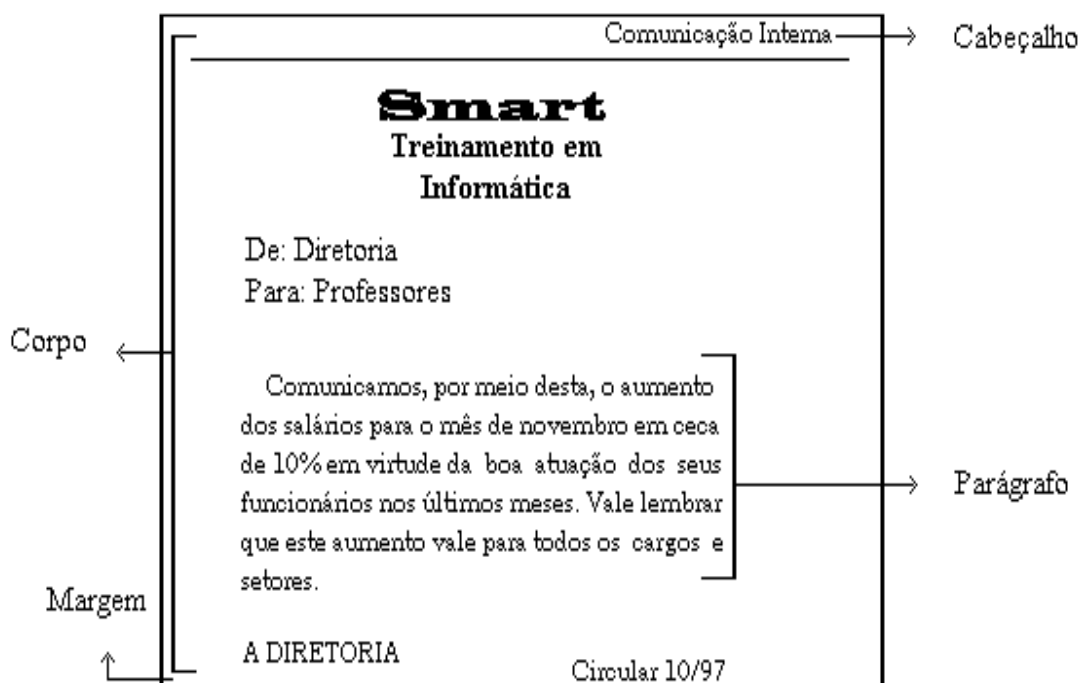 Comunicação Interna
Cabeçalho
Smart
Treinamento em
Informática
De: Diretoria
Para: Professores
Corpo
Comunicamos, por meio desta, o aumento
dos salários para o mês de novembro em ceca
de 10% em virtude da boa atuação dos seus
funcionários nos últimos meses. Vale lembrar
que este aumento vale para todos os cargos e
setores.
Parágrafo
Margem
A DIRETORIA
Circular 10/97